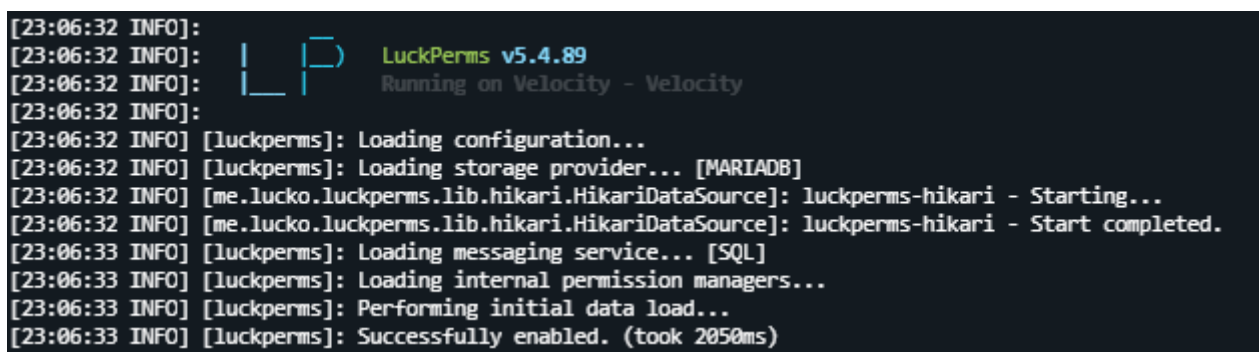 [23:06:32 INFO]:        __
[23:06:32 INFO]:   |    |__)   LuckPerms v5.4.89
[23:06:32 INFO]:   |___ |      Running on Velocity - Velocity
[23:06:32 INFO]:
[23:06:32 INFO] [luckperms]: Loading configuration...
[23:06:32 INFO] [luckperms]: Loading storage provider... [MARIADB]
[23:06:32 INFO] [me.lucko.luckperms.lib.hikari.HikariDataSource]: luckperms-hikari - Starting...
[23:06:32 INFO] [me.lucko.luckperms.lib.hikari.HikariDataSource]: luckperms-hikari - Start completed.
[23:06:33 INFO] [luckperms]: Loading messaging service... [SQL]
[23:06:33 INFO] [luckperms]: Loading internal permission managers...
[23:06:33 INFO] [luckperms]: Performing initial data load...
[23:06:33 INFO] [luckperms]: Successfully enabled. (took 2050ms)